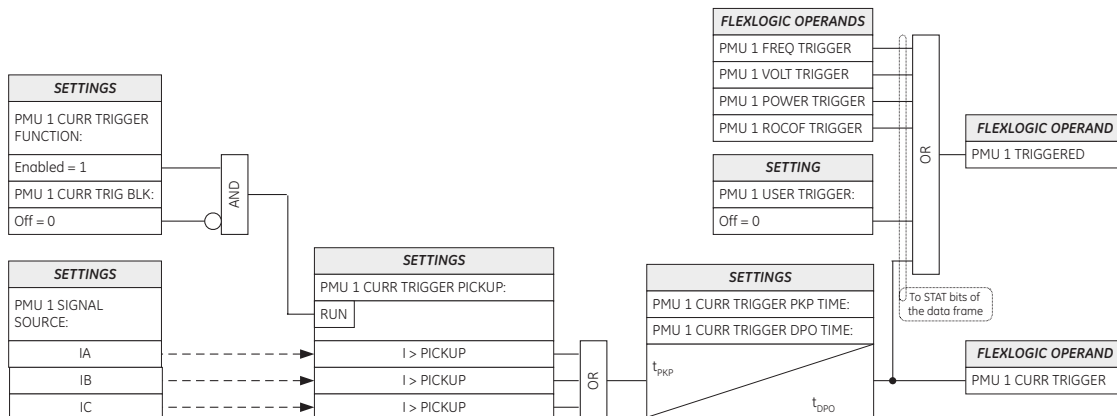 SETTINGS
PMU 1 CURR TRIGGER
FUNCTION:
Enabled = 1
PMU 1 CURR TRIG BLK:
Off = 0
AND
SETTINGS
PMU 1 SIGNAL
SOURCE:
IA
IB
IC
SETTINGS
PMU 1 CURR TRIGGER PICKUP:
RUN
I > PICKUP
I > PICKUP
I > PICKUP
OR
SETTINGS
PMU 1 CURR TRIGGER PKP TIME:
PMU 1 CURR TRIGGER DPO TIME:
tPKP
tDPO
FLEXLOGIC OPERANDS
PMU 1 FREQ TRIGGER
PMU 1 VOLT TRIGGER
PMU 1 POWER TRIGGER
PMU 1 ROCOF TRIGGER
SETTING
PMU 1 USER TRIGGER:
Off = 0
OR
To STAT bits of
the data frame
FLEXLOGIC OPERAND
PMU 1 TRIGGERED
FLEXLOGIC OPERAND
PMU 1 CURR TRIGGER